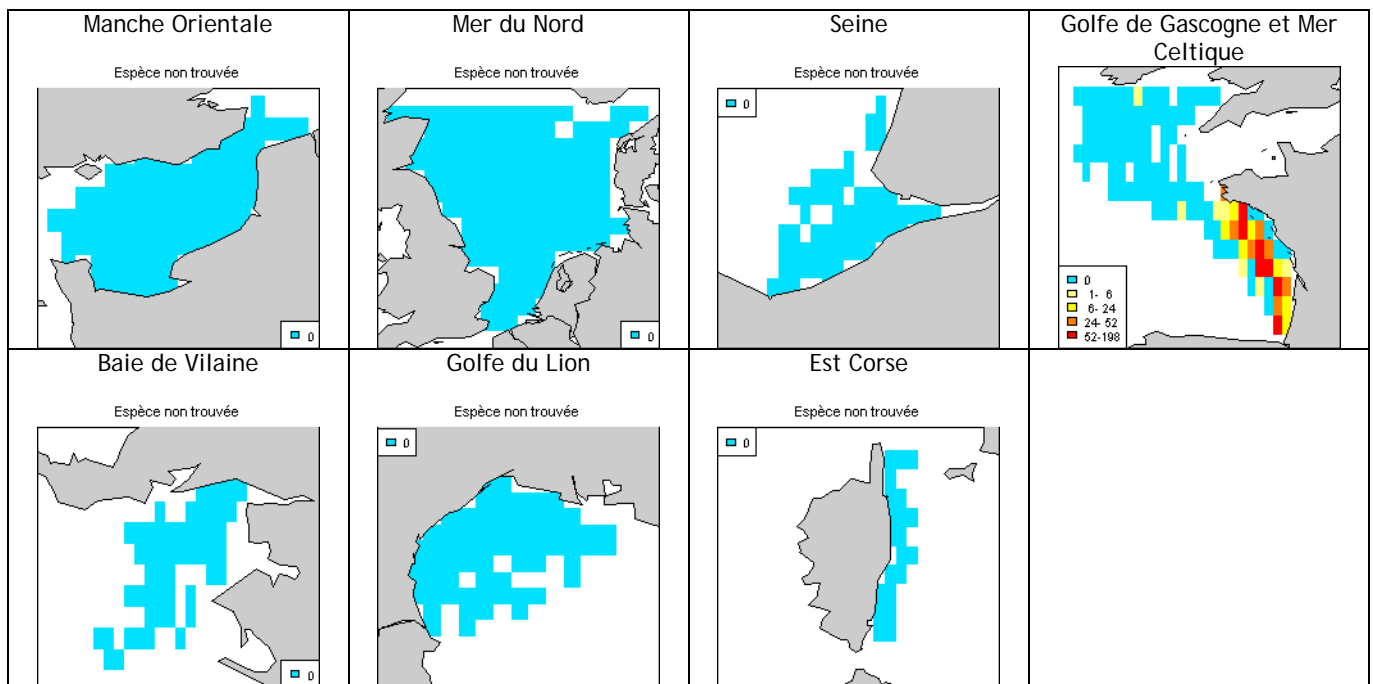 Manche Orientale
Espèce non trouvée
0
Mer du Nord
Espèce non trouvée
0
Seine
Espèce non trouvée
0
Golfe de Gascogne et Mer
Celtique
0
1- 6
6- 24
24- 52
52-198
Baie de Vilaine
Espèce non trouvée
0
Golfe du Lion
Espèce non trouvée
0
Est Corse
Espèce non trouvée
0